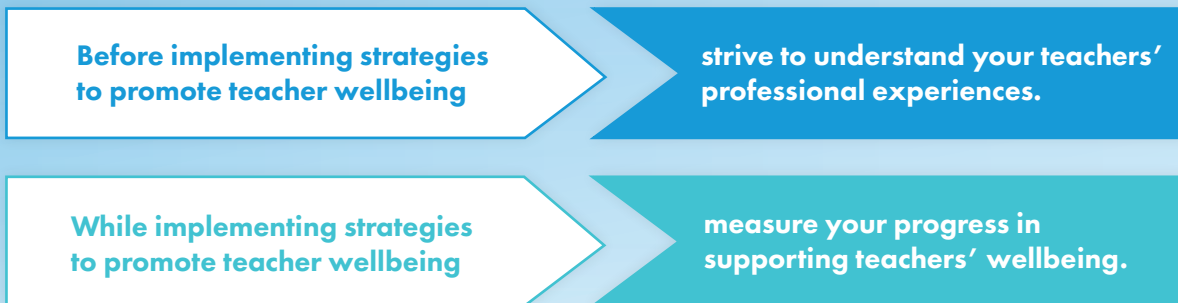 Before implementing strategies
to promote teacher wellbeing
strive to understand your teachers’
professional experiences.
While implementing strategies
to promote teacher wellbeing
measure your progress in
supporting teachers’ wellbeing.